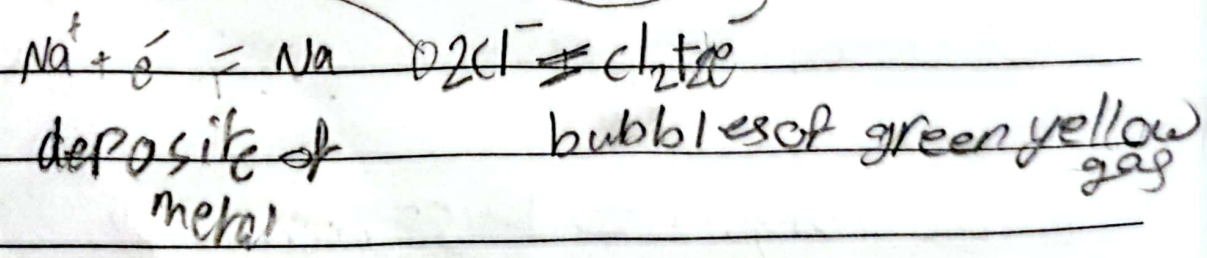 Na⁺ + e⁻ = Na 2Cl⁻ = Cl₂+2e⁻
deposite of bubbles of green yellow
metal gas